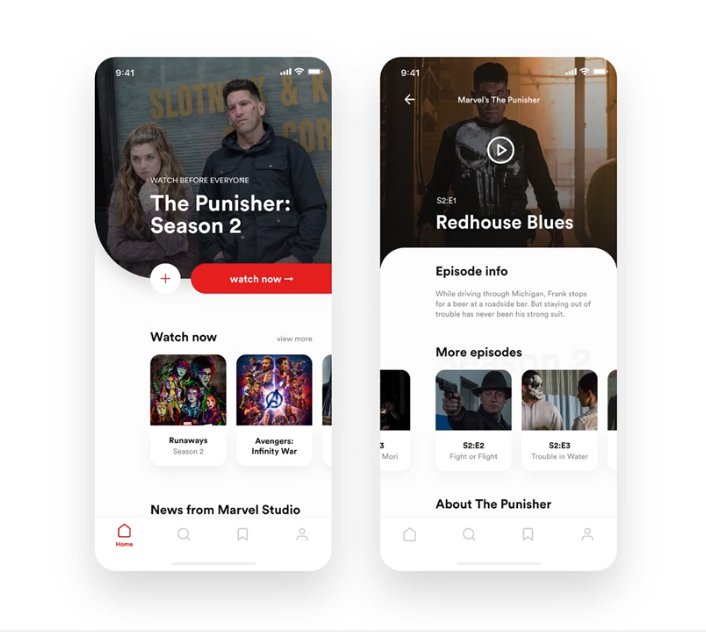 9:41
SLOTN & K
COR
WATCH BEFORE EVERYONE
The Punisher:
Season 2
+
watch now →
Watch now
view more
Runaways
Season 2
Avengers:
Infinity War
News from Marvel Studio
Home
9:41
Marvel's The Punisher
S2:E1
Redhouse Blues
Episode info
While driving through Michigan, Frank stops
for a beer at a roadside bar. But staying out of
trouble has never been his strong suit.
More episodes
3
Mori
S2:E2
Fight or Flight
S2:E3
Trouble in Water
About The Punisher